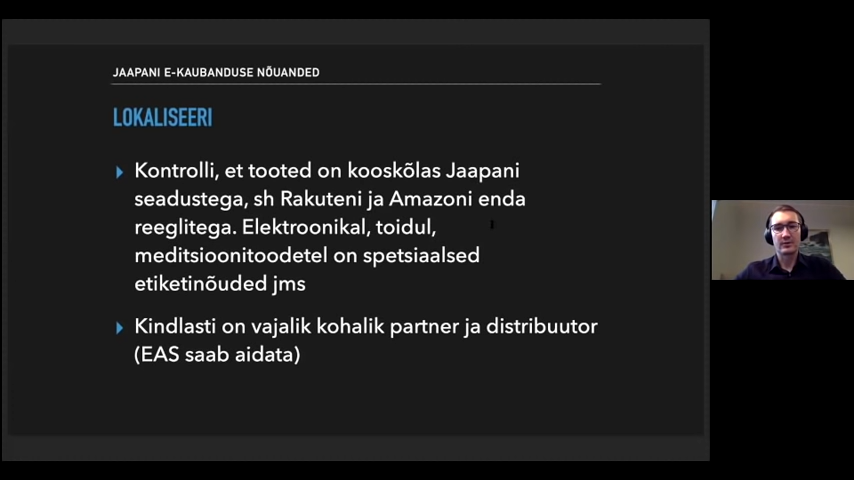 JAAPANI E-KAUBANDUSE NÕUANDED
LOKALISEERI
Kontrolli, et tooted on kooskõlas Jaapani
seadustega, sh Rakuteni ja Amazoni enda
reeglitega. Elektroonikal, toidul,
meditsioonitoodetel on spetsiaalsed
etiketinõuded jms
Kindlasti on vajalik kohalik partner ja distribuutor
(EAS saab aidata)